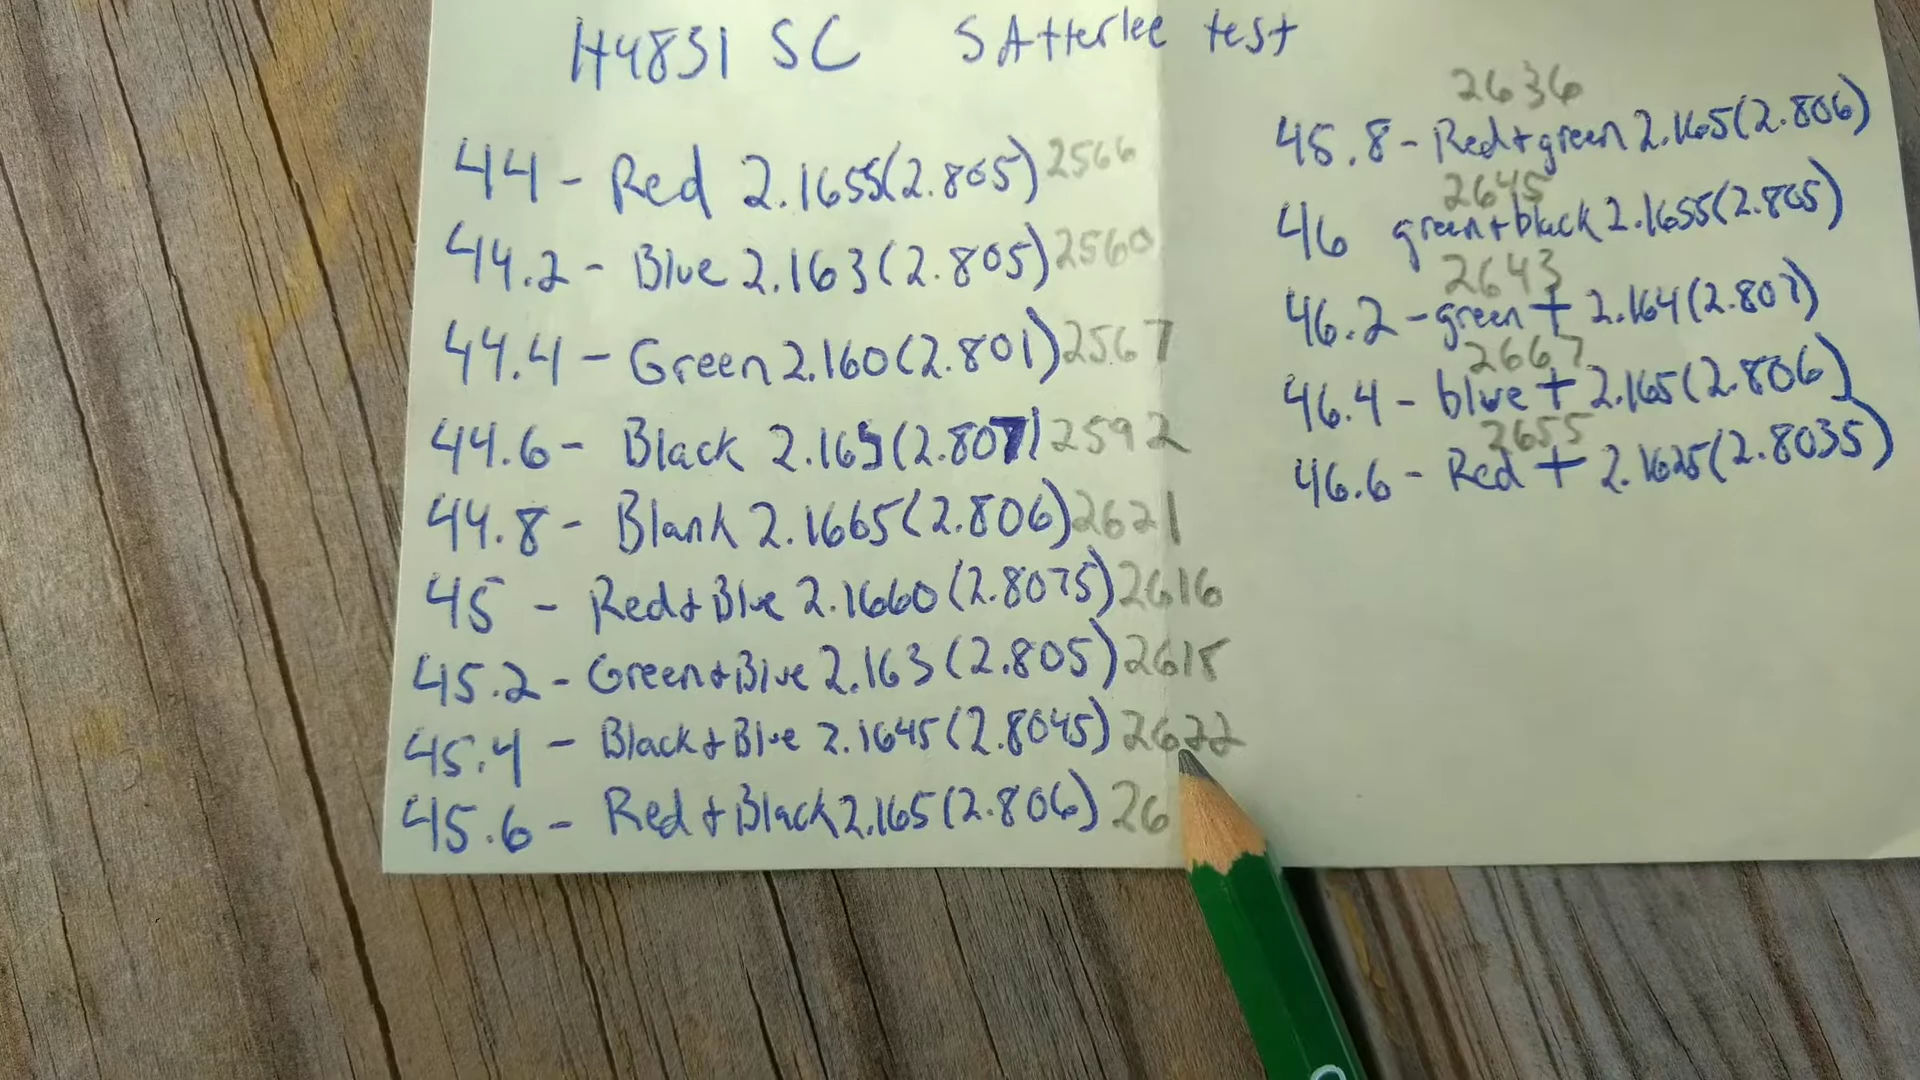 H4831 SC SAtterlee test
44 - Red 2.1655(2.805) 2566
44.2 - Blue 2.163(2.805) 2560
44.4 - Green 2.160(2.801) 2567
44.6 - Black 2.165(2.807) 2592
44.8 - Blank 2.1665(2.806) 2621
45 - Red+Blue 2.1660(2.8075) 2616
45.2 - Green+Blue 2.163(2.805) 2615
45.4 - Black+Blue 2.1645(2.8045) 2622
45.6 - Red+Black 2.165(2.806) 26
2636
45.8 - Red+green 2.165(2.806)
2645
46 green+black 2.1655(2.805)
2643
46.2 - green + 2.164(2.807)
2667
46.4 - blue + 2.165(2.806)
2655
46.6 - Red + 2.1625(2.8035)